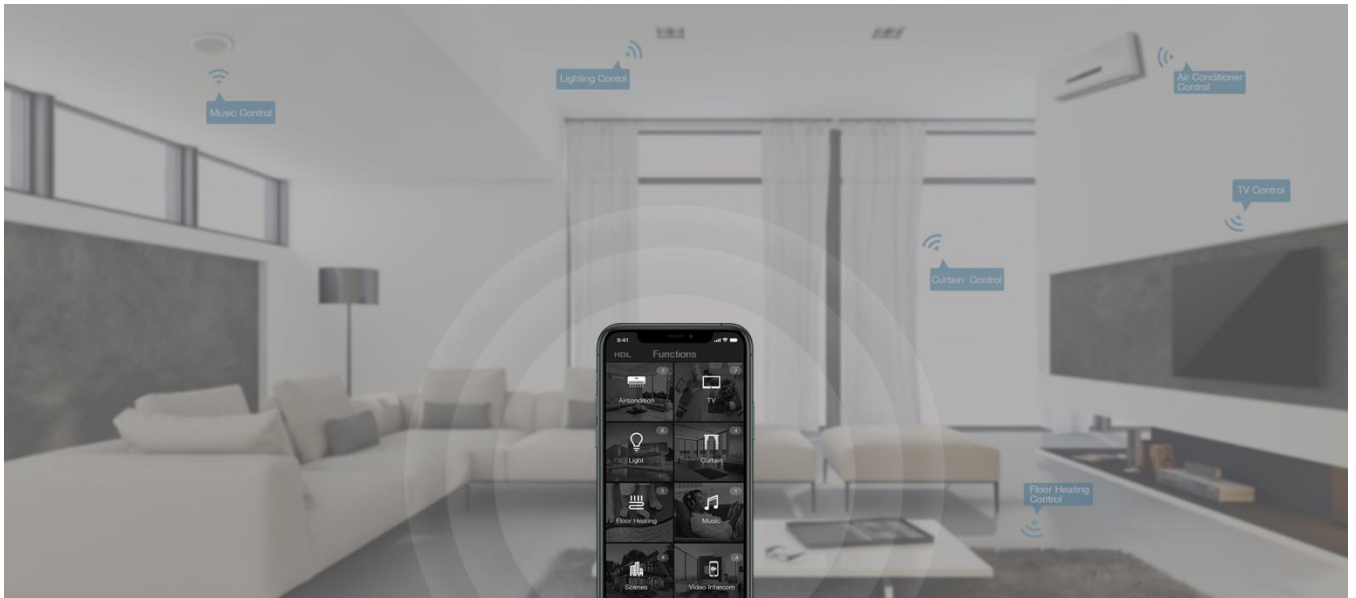 Lighting Contol
Air Conditioner
Control
Music Control
TV Control
Curtain Control
Floor Heating
Control
9:41
HDL
Functions
Aircondition
TV
Light
Curtain
Floor Heating
Music
Scenes
Video Intercom